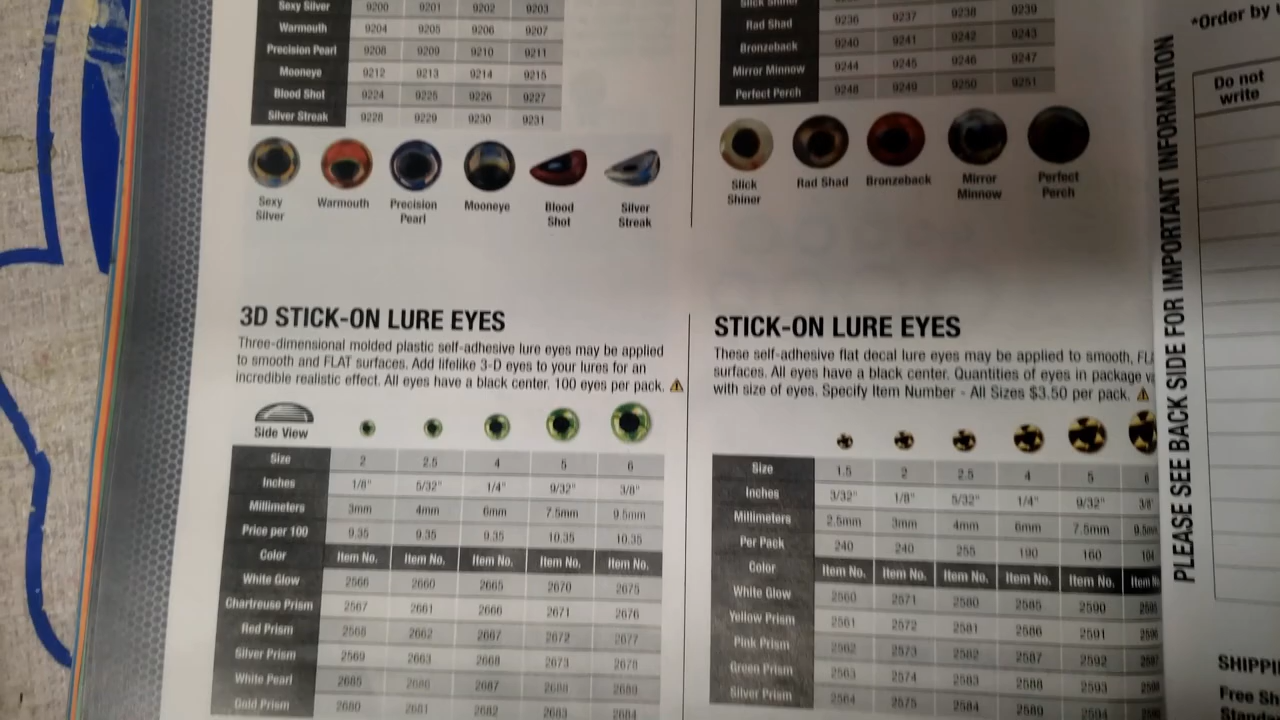 Sexy Silver 9200 9201 9202 9203
Warmouth 9204 9205 9206 9207
Precision Pearl 9208 9209 9210 9211
Mooneye 9212 9213 9214 9215
Blood Shot 9224 9225 9226 9227
Silver Streak 9228 9229 9230 9231
Sexy Silver
Warmouth
Precision Pearl
Mooneye
Blood Shot
Silver Streak
Slick Shiner
Rad Shad 9236 9237 9238 9239
Bronzeback 9240 9241 9242 9243
Mirror Minnow 9244 9245 9246 9247
Perfect Perch 9248 9249 9250 9251
Slick Shiner
Rad Shad
Bronzeback
Mirror Minnow
Perfect Perch
3D STICK-ON LURE EYES
Three-dimensional molded plastic self-adhesive lure eyes may be applied
to smooth and FLAT surfaces. Add lifelike 3-D eyes to your lures for an
incredible realistic effect. All eyes have a black center. 100 eyes per pack.
Side View
Size 2 2.5 4 5 6
Inches 1/8" 5/32" 1/4" 9/32" 3/8"
Millimeters 3mm 4mm 6mm 7.5mm 9.5mm
Price per 100 9.35 9.35 9.35 10.35 10.35
Color Item No. Item No. Item No. Item No. Item No.
White Glow 2566 2660 2665 2670 2675
Chartreuse Prism 2567 2661 2666 2671 2676
Red Prism 2568 2662 2667 2672 2677
Silver Prism 2569 2663 2668 2673 2678
White Pearl 2685 2686 2687 2688 2689
Gold Prism 2680 2681 2682 2683 2684
STICK-ON LURE EYES
These self-adhesive flat decal lure eyes may be applied to smooth,
surfaces. All eyes have a black center. Quantities of eyes in package
with size of eyes. Specify Item Number - All Sizes $3.50 per pack.
Size 1.5 2 2.5 4 5 6
Inches 3/32" 1/8" 5/32" 1/4" 9/32" 3/8"
Millimeters 2.5mm 3mm 4mm 6mm 7.5mm 9.5mm
Per Pack 240 240 255 190 160
Color Item No. Item No. Item No. Item No. Item No. Item
White Glow 2560 2571 2580 2585 2590
Yellow Prism 2561 2572 2581 2586 2591
Pink Prism 2562 2573 2582 2587 2592
Green Prism 2563 2574 2583 2588 2593
Silver Prism 2564 2575 2584 2589 2594
PLEASE SEE BACK SIDE FOR IMPORTANT INFORMATION
*Order by
Do not
write
SHIPPI
Free Sh
Standa